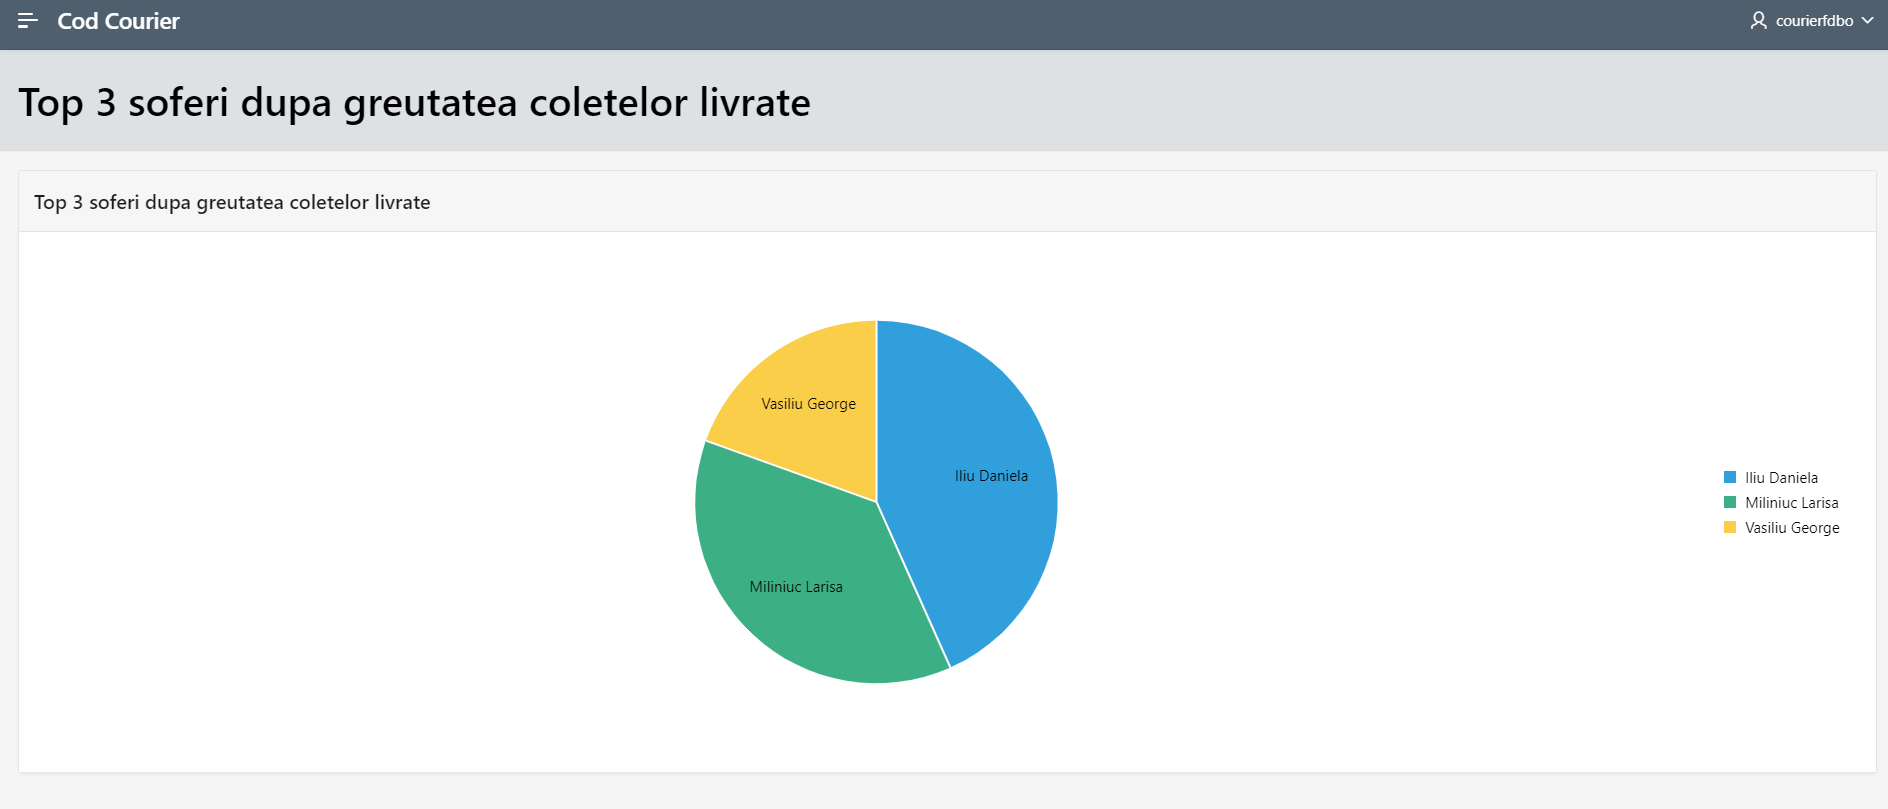 Cod Courier
courierfdbo
Top 3 soferi dupa greutatea coletelor livrate
Top 3 soferi dupa greutatea coletelor livrate
Vasiliu George
Iliu Daniela
Miliniuc Larisa
Iliu Daniela
Miliniuc Larisa
Vasiliu George